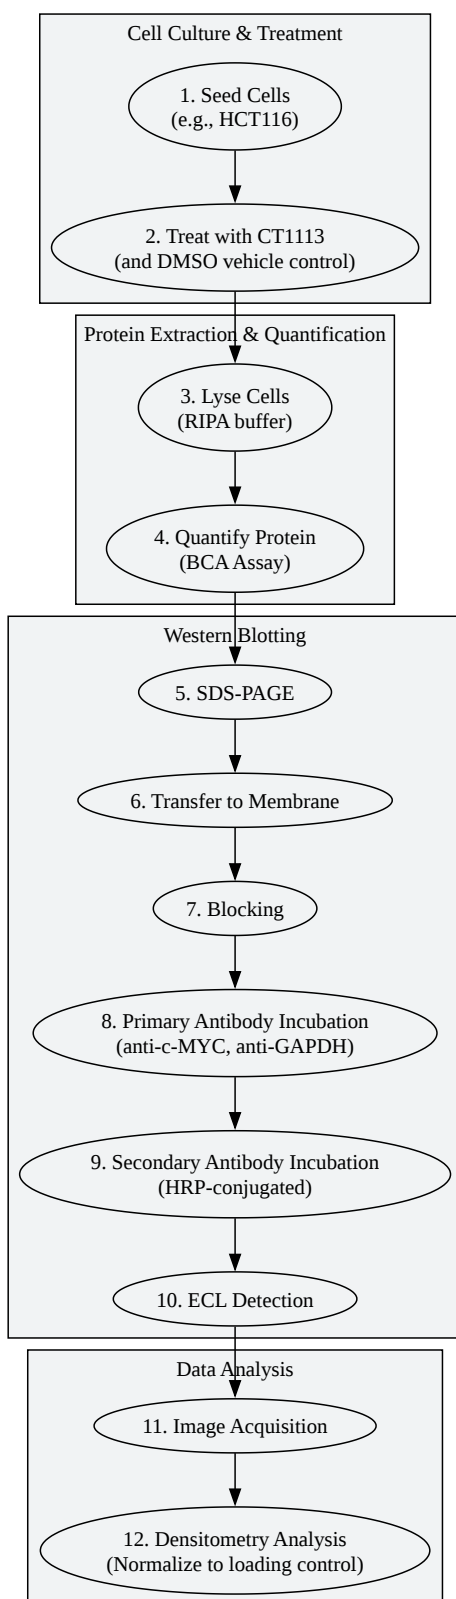 Cell Culture & Treatment
1. Seed Cells
(e.g., HCT116)
2. Treat with CT1113
(and DMSO vehicle control)
Protein Extraction & Quantification
3. Lyse Cells
(RIPA buffer)
4. Quantify Protein
(BCA Assay)
Western Blotting
5. SDS-PAGE
6. Transfer to Membrane
7. Blocking
8. Primary Antibody Incubation
(anti-c-MYC, anti-GAPDH)
9. Secondary Antibody Incubation
(HRP-conjugated)
10. ECL Detection
Data Analysis
11. Image Acquisition
12. Densitometry Analysis
(Normalize to loading control)